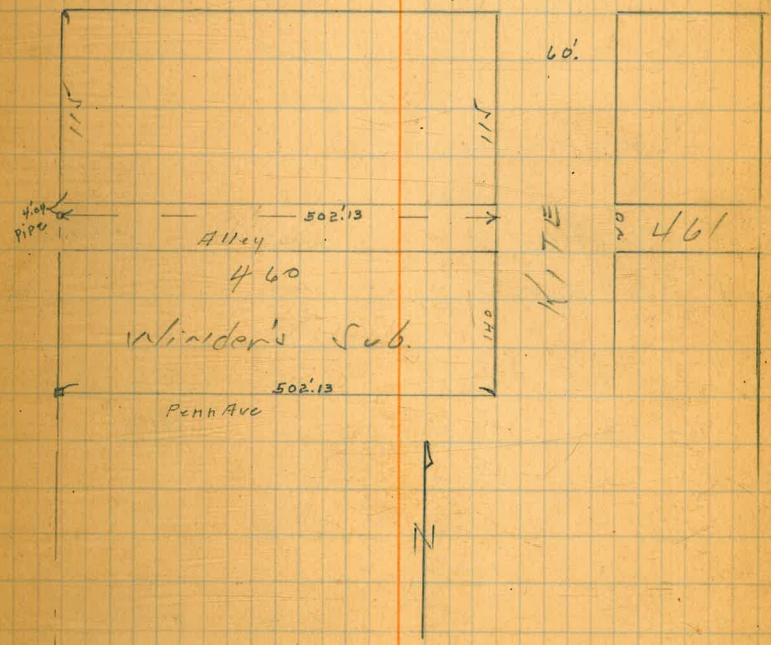 60'.
115
115
4'.04
pipe
502'.13
Alley
KITE
20
461
460
Winder's Sub.
140
502'.13
Penn Ave
N